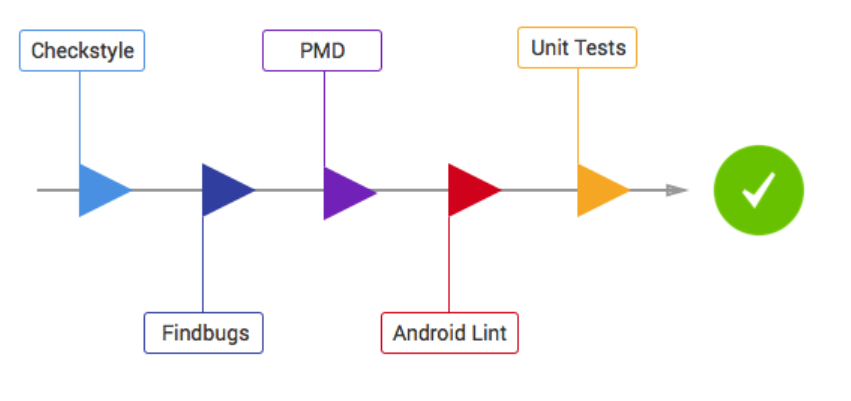 Checkstyle
PMD
Unit Tests
Findbugs
Android Lint